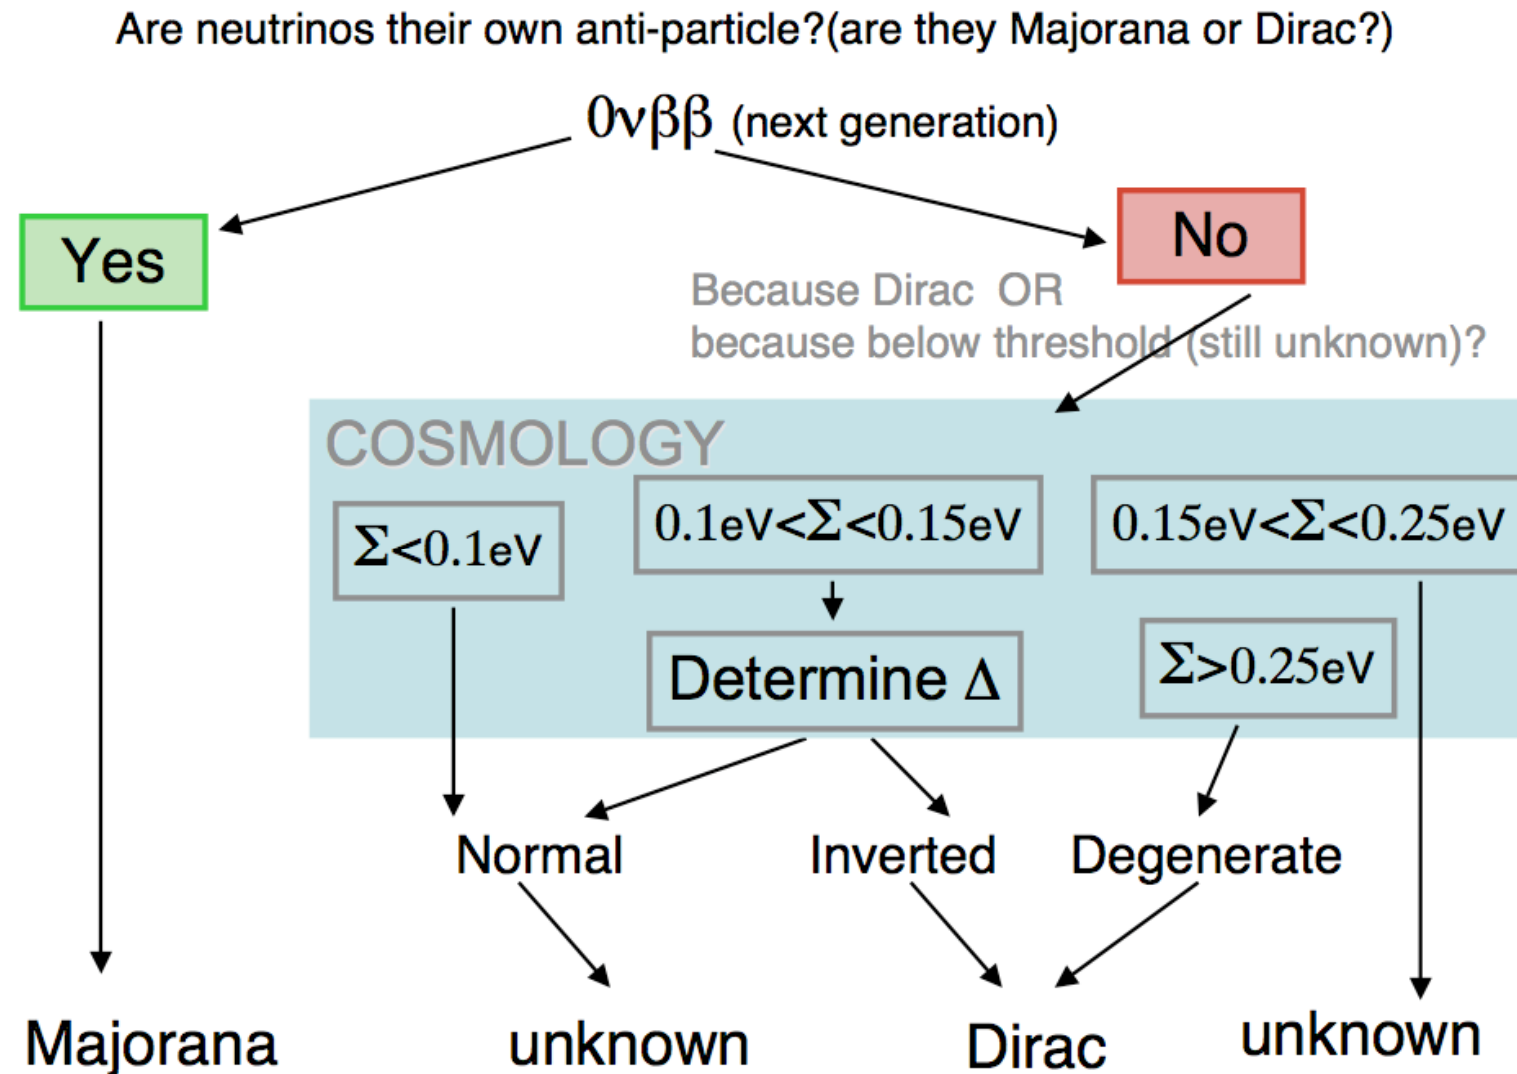 Are neutrinos their own anti-particle?(are they Majorana or Dirac?)
0νββ (next generation)
Yes
No
Because Dirac OR
because below threshold (still unknown)?
COSMOLOGY
Σ<0.1eV
0.1eV<Σ<0.15eV
0.15eV<Σ<0.25eV
Determine Δ
Σ>0.25eV
Normal
Inverted
Degenerate
Majorana
unknown
Dirac
unknown